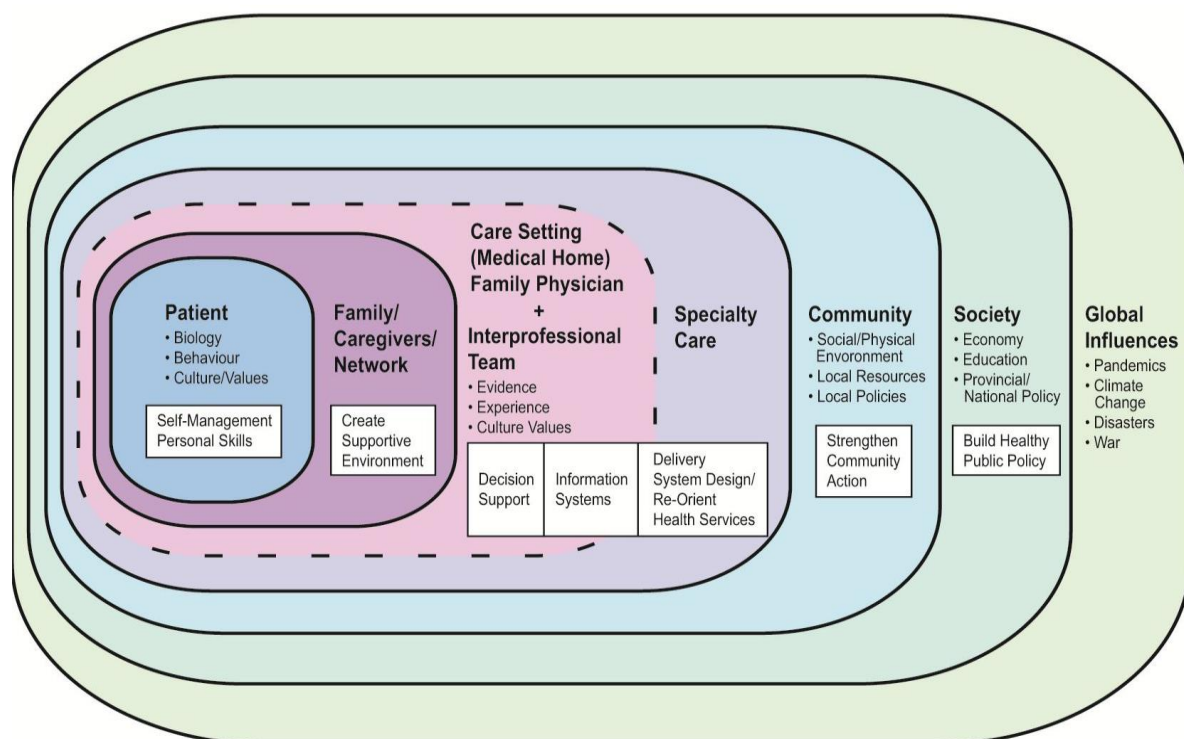 Patient
• Biology
• Behaviour
• Culture/Values
Self-Management
Personal Skills
Family/
Caregivers/
Network
Create
Supportive
Environment
Care Setting
(Medical Home)
Family Physician
+
Interprofessional
Team
• Evidence
• Experience
• Culture Values
Decision
Support
Information
Systems
Delivery
System Design/
Re-Orient
Health Services
Specialty
Care
Community
• Social/Physical
Envoronment
• Local Resources
• Local Policies
Strengthen
Community
Action
Society
• Economy
• Education
• Provincial/
National Policy
Build Healthy
Public Policy
Global
Influences
• Pandemics
• Climate
Change
• Disasters
• War